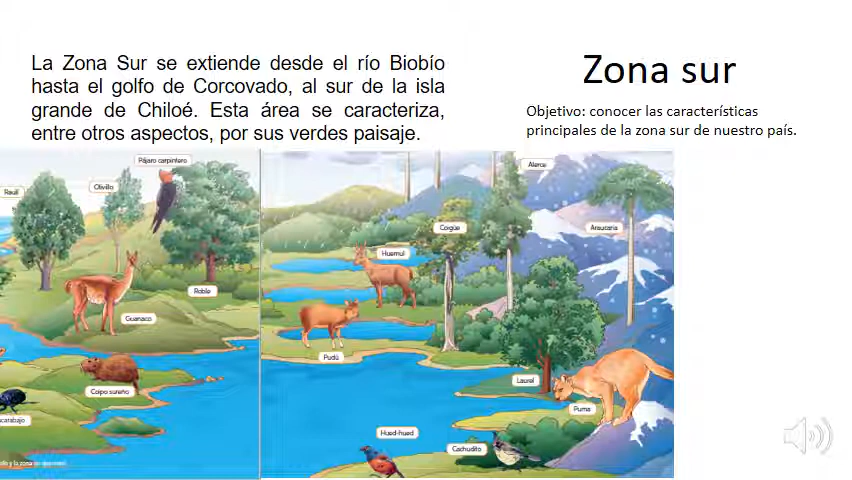 La Zona Sur se extiende desde el río Biobío
hasta el golfo de Corcovado, al sur de la isla
grande de Chiloé. Esta área se caracteriza,
entre otros aspectos, por sus verdes paisaje.
Zona sur
Objetivo: conocer las características
principales de la zona sur de nuestro país.
Pájaro carpintero
Raulí
Olivillo
Roble
Guanaco
Coipo sureño
carabajo
Alerce
Coigüe
Araucaria
Huemul
Pudú
Laurel
Puma
Hued-hued
Cachudito